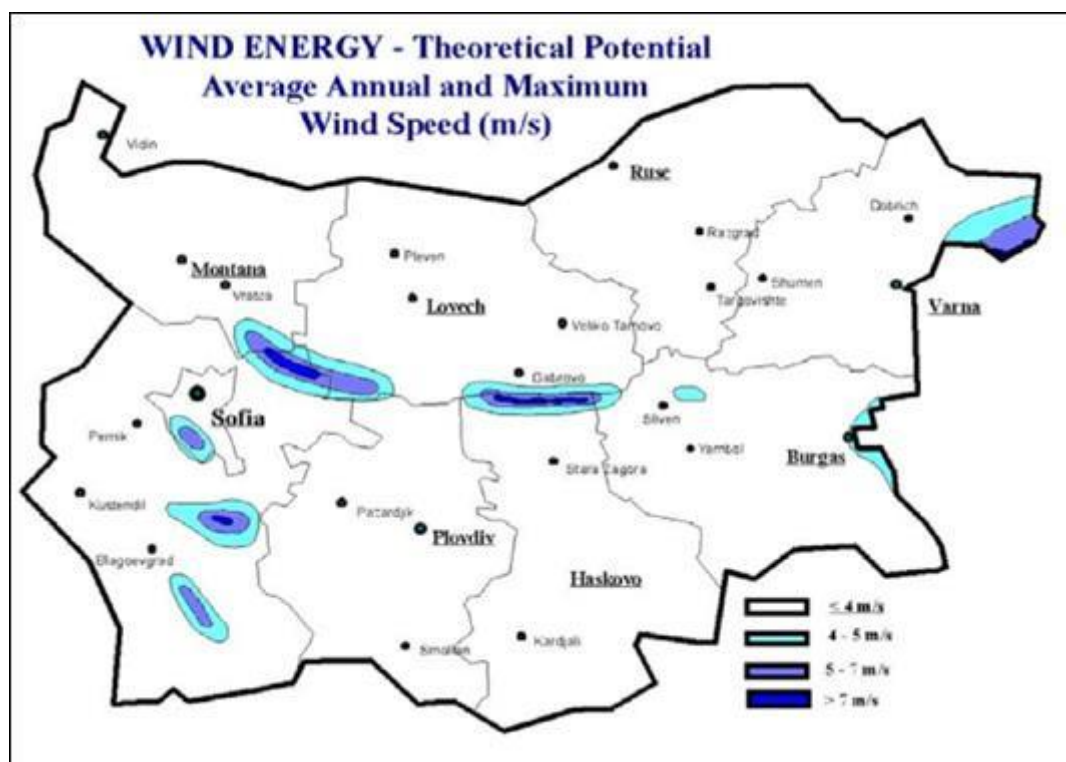 WIND ENERGY - Theoretical Potential
Average Annual and Maximum
Wind Speed (m/s)
Vidin
Ruse
Dobrich
Razgrad
Pleven
Montana
Vratza
Shumen
Targovishte
Varna
Lovech
Veliko Tarnovo
Gabrovo
Sliven
Sofia
Pernik
Yambol
Burgas
Stara Zagora
Kustendil
Pazardjik
Plovdiv
Blagoevgrad
Haskovo
≤ 4 m/s
4 - 5 m/s
Kardjali
Smolian
5 - 7 m/s
> 7 m/s